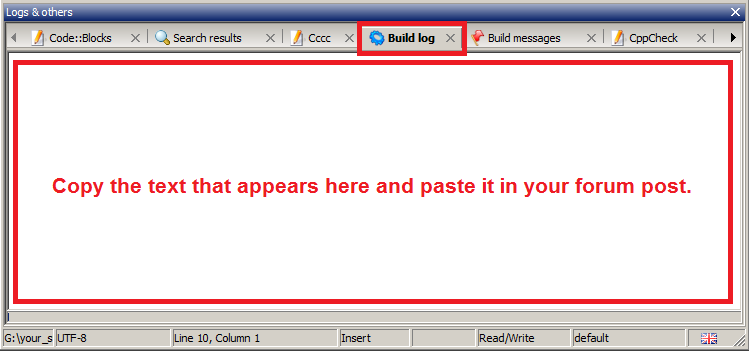 Logs & others
Code::Blocks
Search results
Cccc
Build log
Build messages
CppCheck
Copy the text that appears here and paste it in your forum post.
G:\your_s
UTF-8
Line 10, Column 1
Insert
Read/Write
default